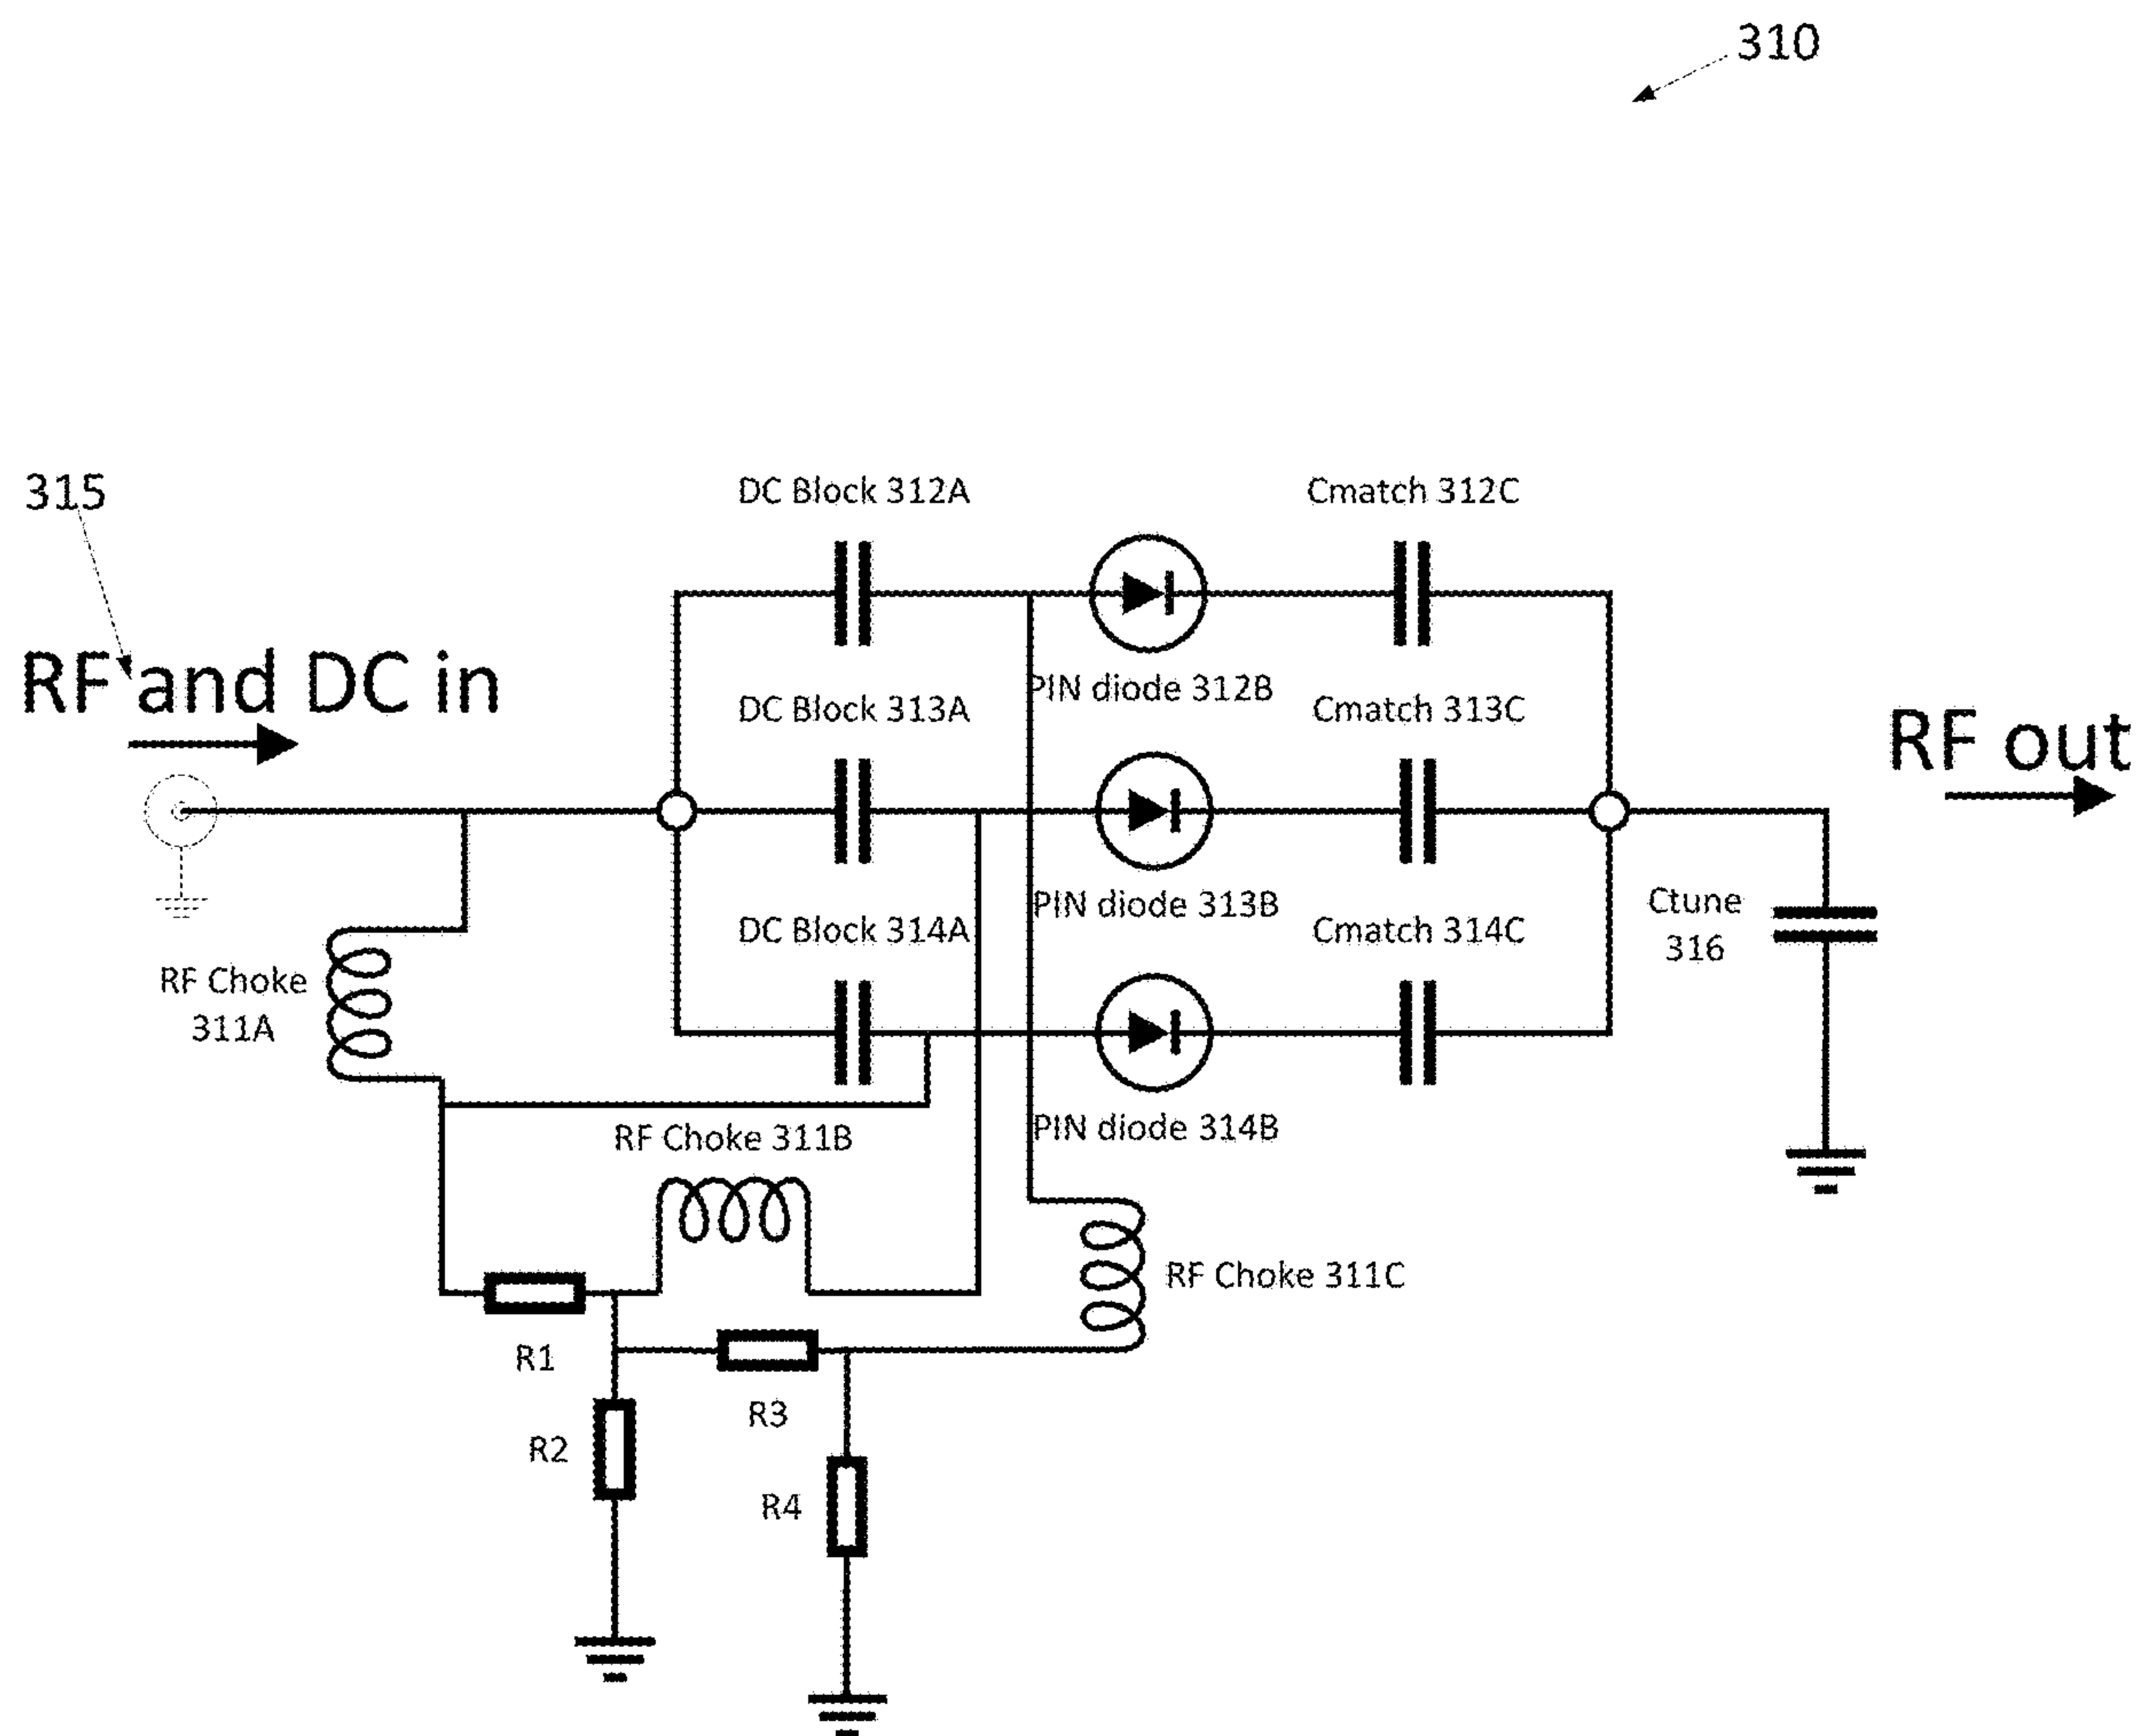 310
315
DC Block 312A
Cmatch 312C
RF and DC in
PIN diode 312B
DC Block 313A
Cmatch 313C
RF out
PIN diode 313B
Ctune
316
DC Block 314A
Cmatch 314C
RF Choke
311A
RF Choke 311B
PIN diode 314B
RF Choke 311C
R1
R3
R2
R4